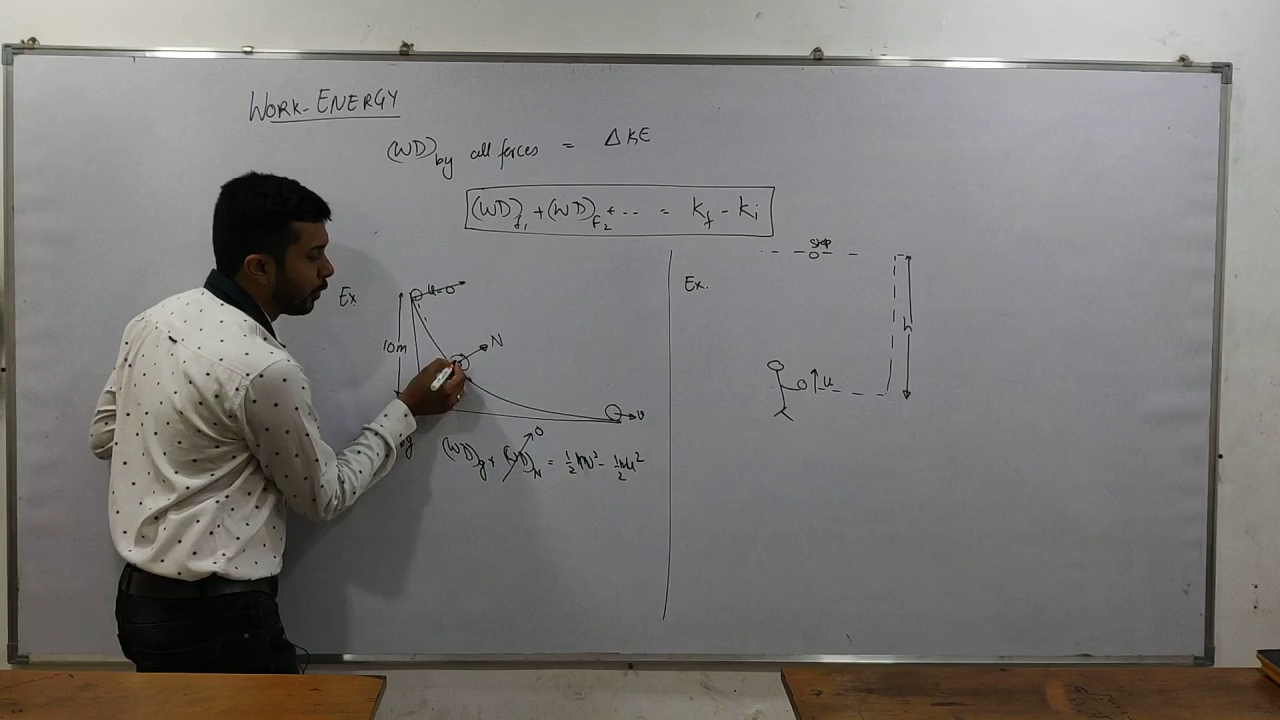 WORK-ENERGY
(WD)by all forces = ΔKE
(WD)f₁ + (WD)f₂ + -- = Kf - Ki
Ex
u=0
10m
N
v
(WD)g + (WD)N = ½mv² - ½mu²
0
Ex.
stop
h
u